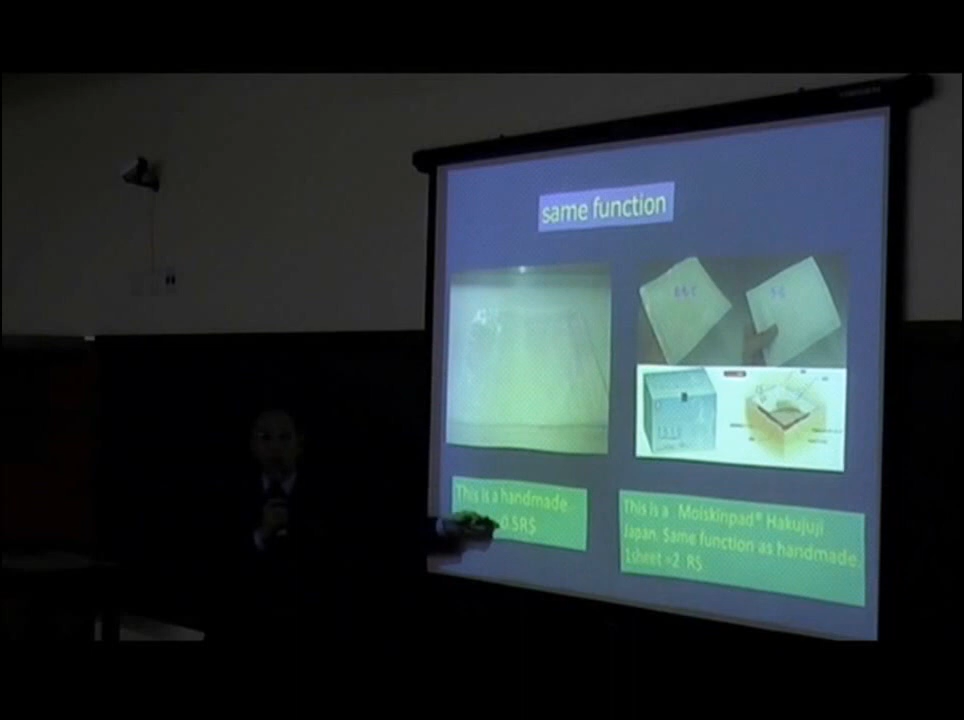 same function
This is a handmade
0.5R$
This is a Moiskinpad® Hakujuji
Japan. Same function as handmade.
1sheet =2 R$